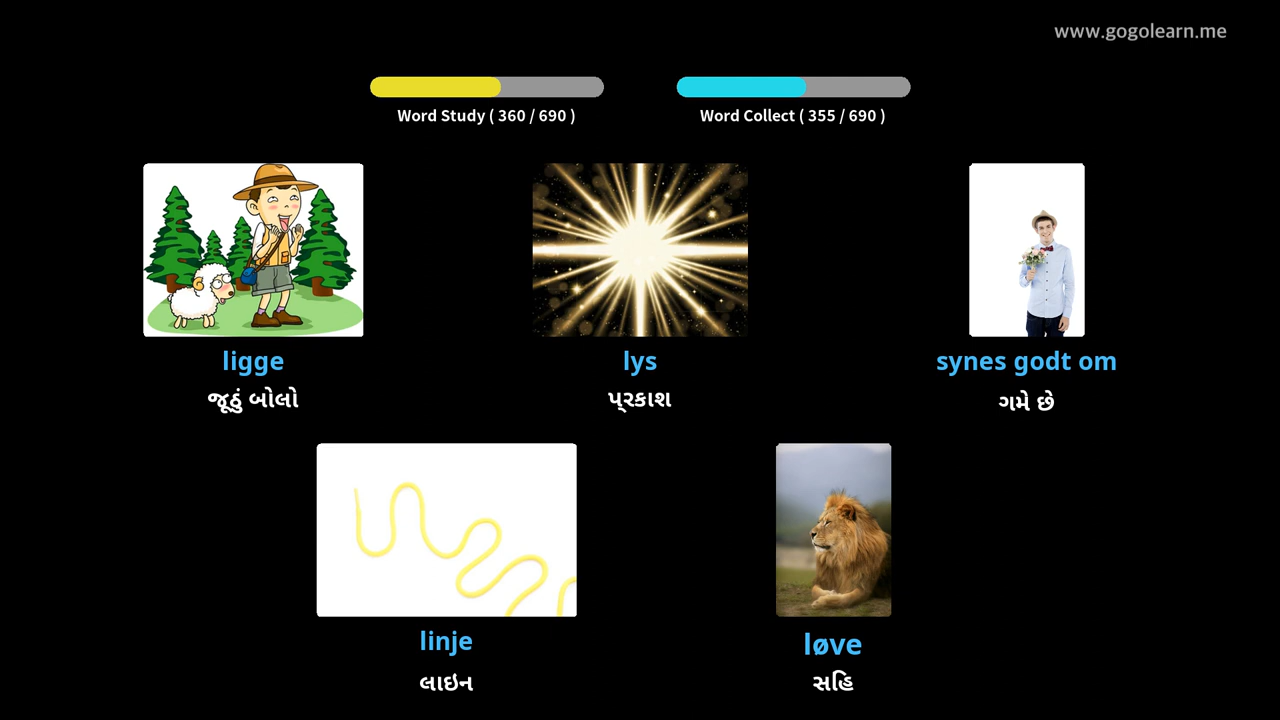 www.gogolearn.me
Word Study ( 360 / 690 )
Word Collect ( 355 / 690 )
ligge
જૂઠું બોલો
lys
પ્રકાશ
synes godt om
ગમે છે
linje
લાઇન
løve
સહિ